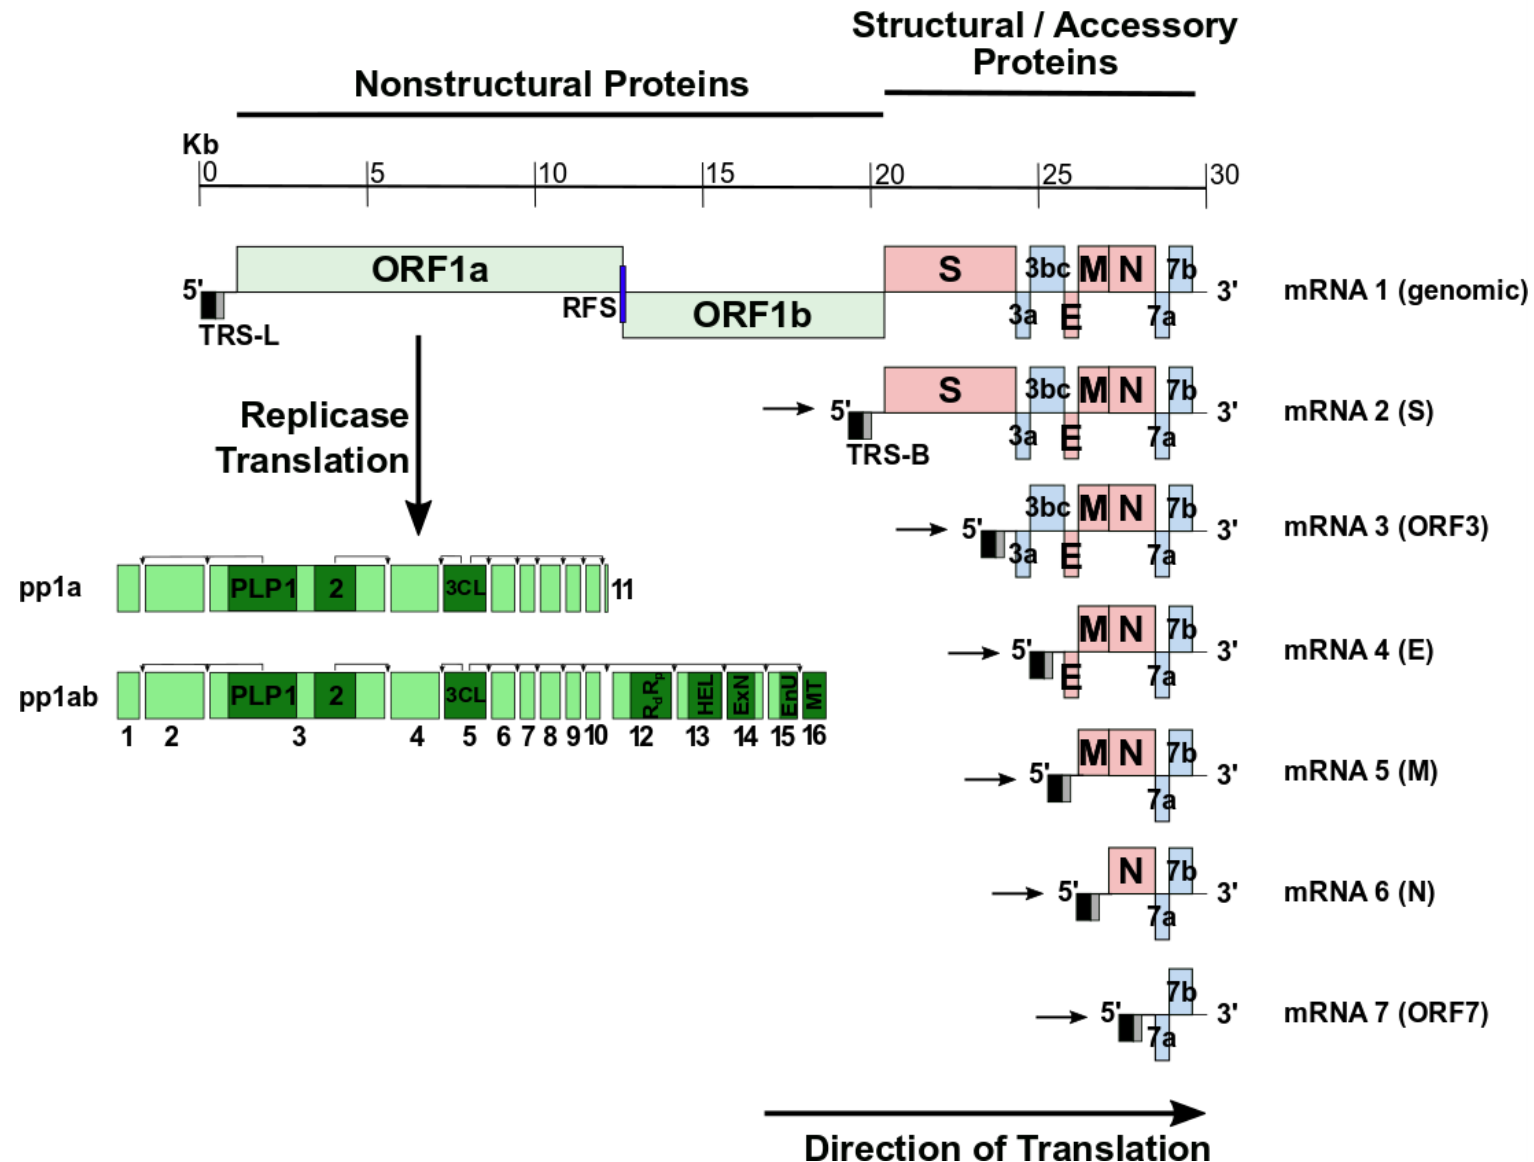 Structural / Accessory
Proteins
Nonstructural Proteins
Kb
0 5 10 15 20 25 30
ORF1a S 3bc M N 7b
5' RFS ORF1b 3a E 7a 3' mRNA 1 (genomic)
TRS-L
S 3bc M N 7b
5' 3a E 7a 3' mRNA 2 (S)
TRS-B
Replicase
Translation
3bc M N 7b
5' 3a E 7a 3' mRNA 3 (ORF3)
pp1a PLP1 2 3CL 11
M N 7b
5' E 7a 3' mRNA 4 (E)
pp1ab PLP1 2 3CL RdRp HEL ExN EnU MT
1 2 3 4 5 6 7 8 9 10 12 13 14 15 16
M N 7b
5' 7a 3' mRNA 5 (M)
N 7b
5' 7a 3' mRNA 6 (N)
7b
5' 7a 3' mRNA 7 (ORF7)
Direction of Translation